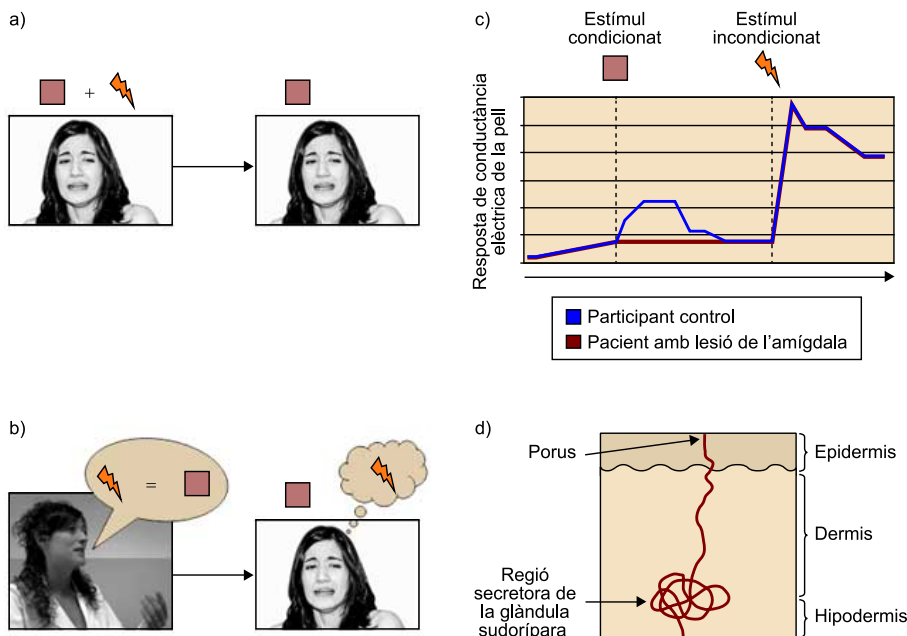 a)
+
c)
Estímul
condicionat
Estímul
incondicionat
Resposta de conductància
elèctrica de la pell
Participant control
Pacient amb lesió de l'amígdala
b)
=
d)
Porus
Epidermis
Dermis
Regió
secretora de
la glàndula
sudorípara
Hipodermis